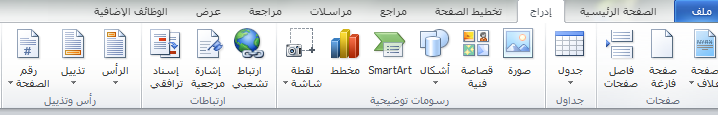 ملف الصفحة الرئيسية إدراج تخطيط الصفحة مراجع مراسلات مراجعة عرض الوظائف الإضافية
صفحة غلاف
صفحة فارغة
فاصل صفحات
جدول
صورة
قصاصة فنية
أشكال
SmartArt
مخطط
لقطة شاشة
ارتباط تشعبي
إشارة مرجعية
إسناد ترافقي
الرأس
تذييل
رقم الصفحة
صفحات جداول رسومات توضيحية ارتباطات رأس وتذييل